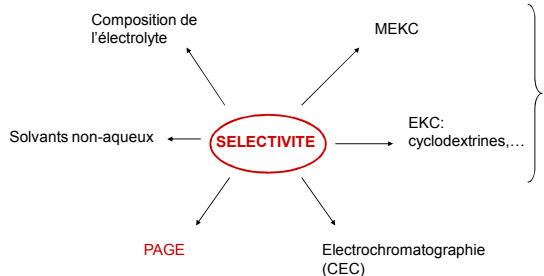 Composition de
l'électrolyte
MEKC
Solvants non-aqueux
SELECTIVITE
EKC:
cyclodextrines,...
PAGE
Electrochromatographie
(CEC)